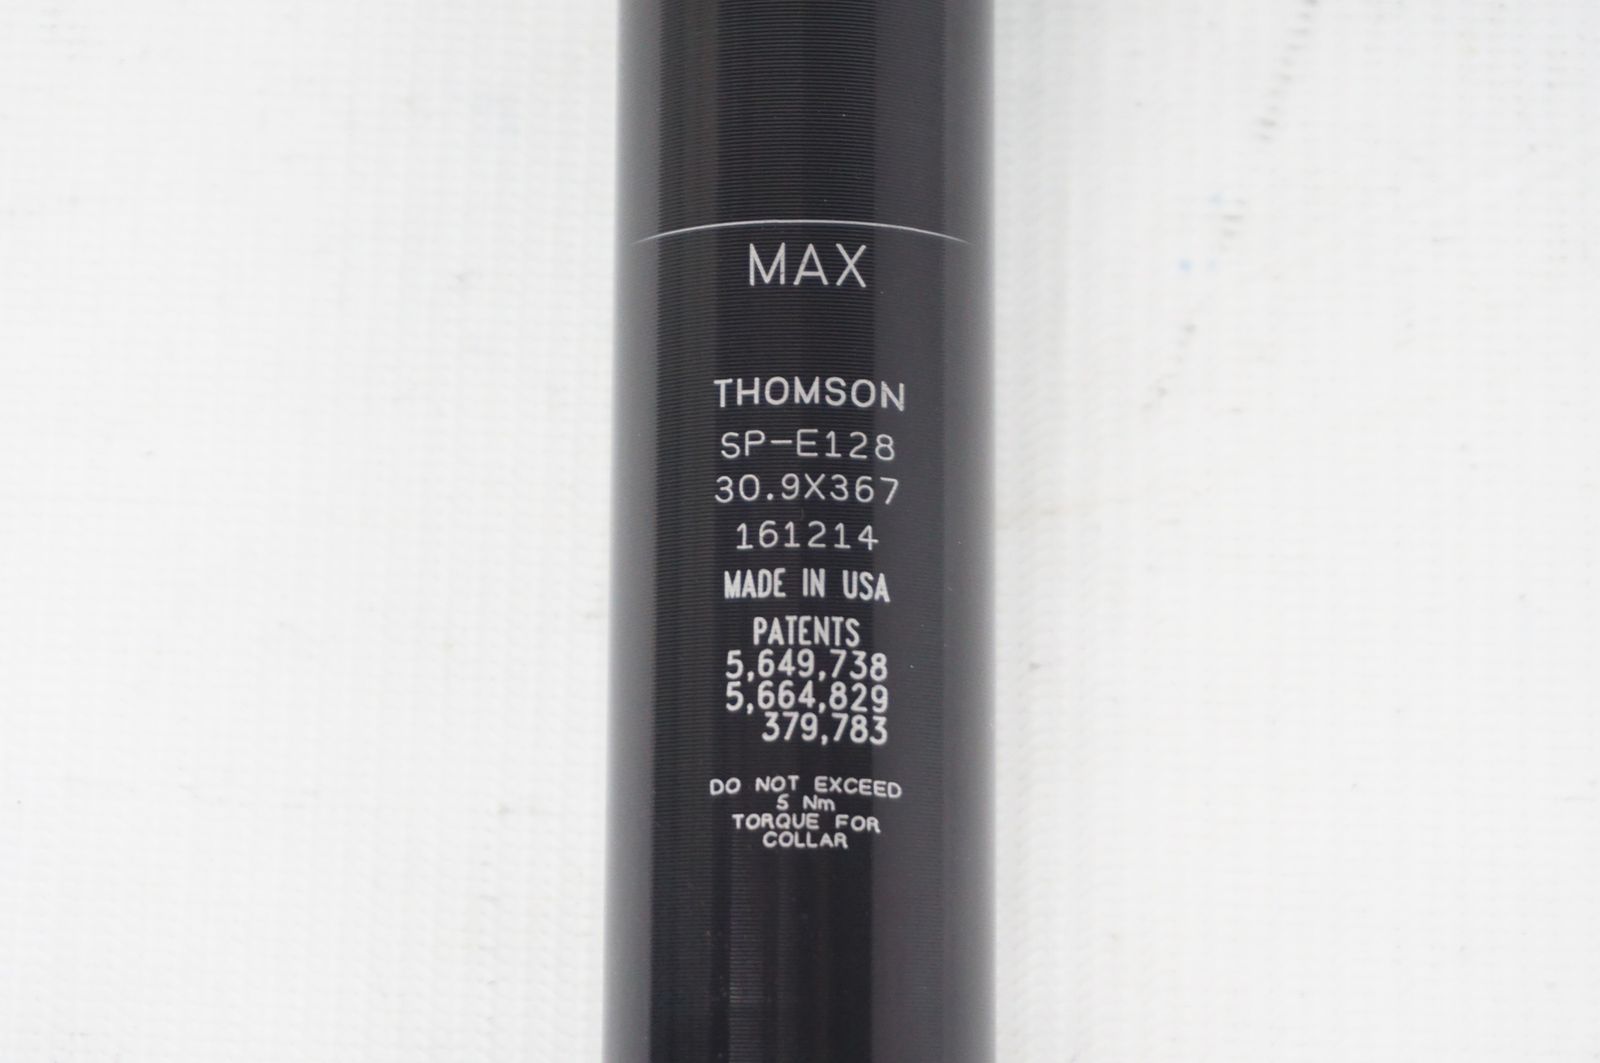 MAX
THOMSON
SP-E128
30.9X367
161214
MADE IN USA
PATENTS
5,649,738
5,664,829
379,783
DO NOT EXCEED
5 Nm
TORQUE FOR
COLLAR